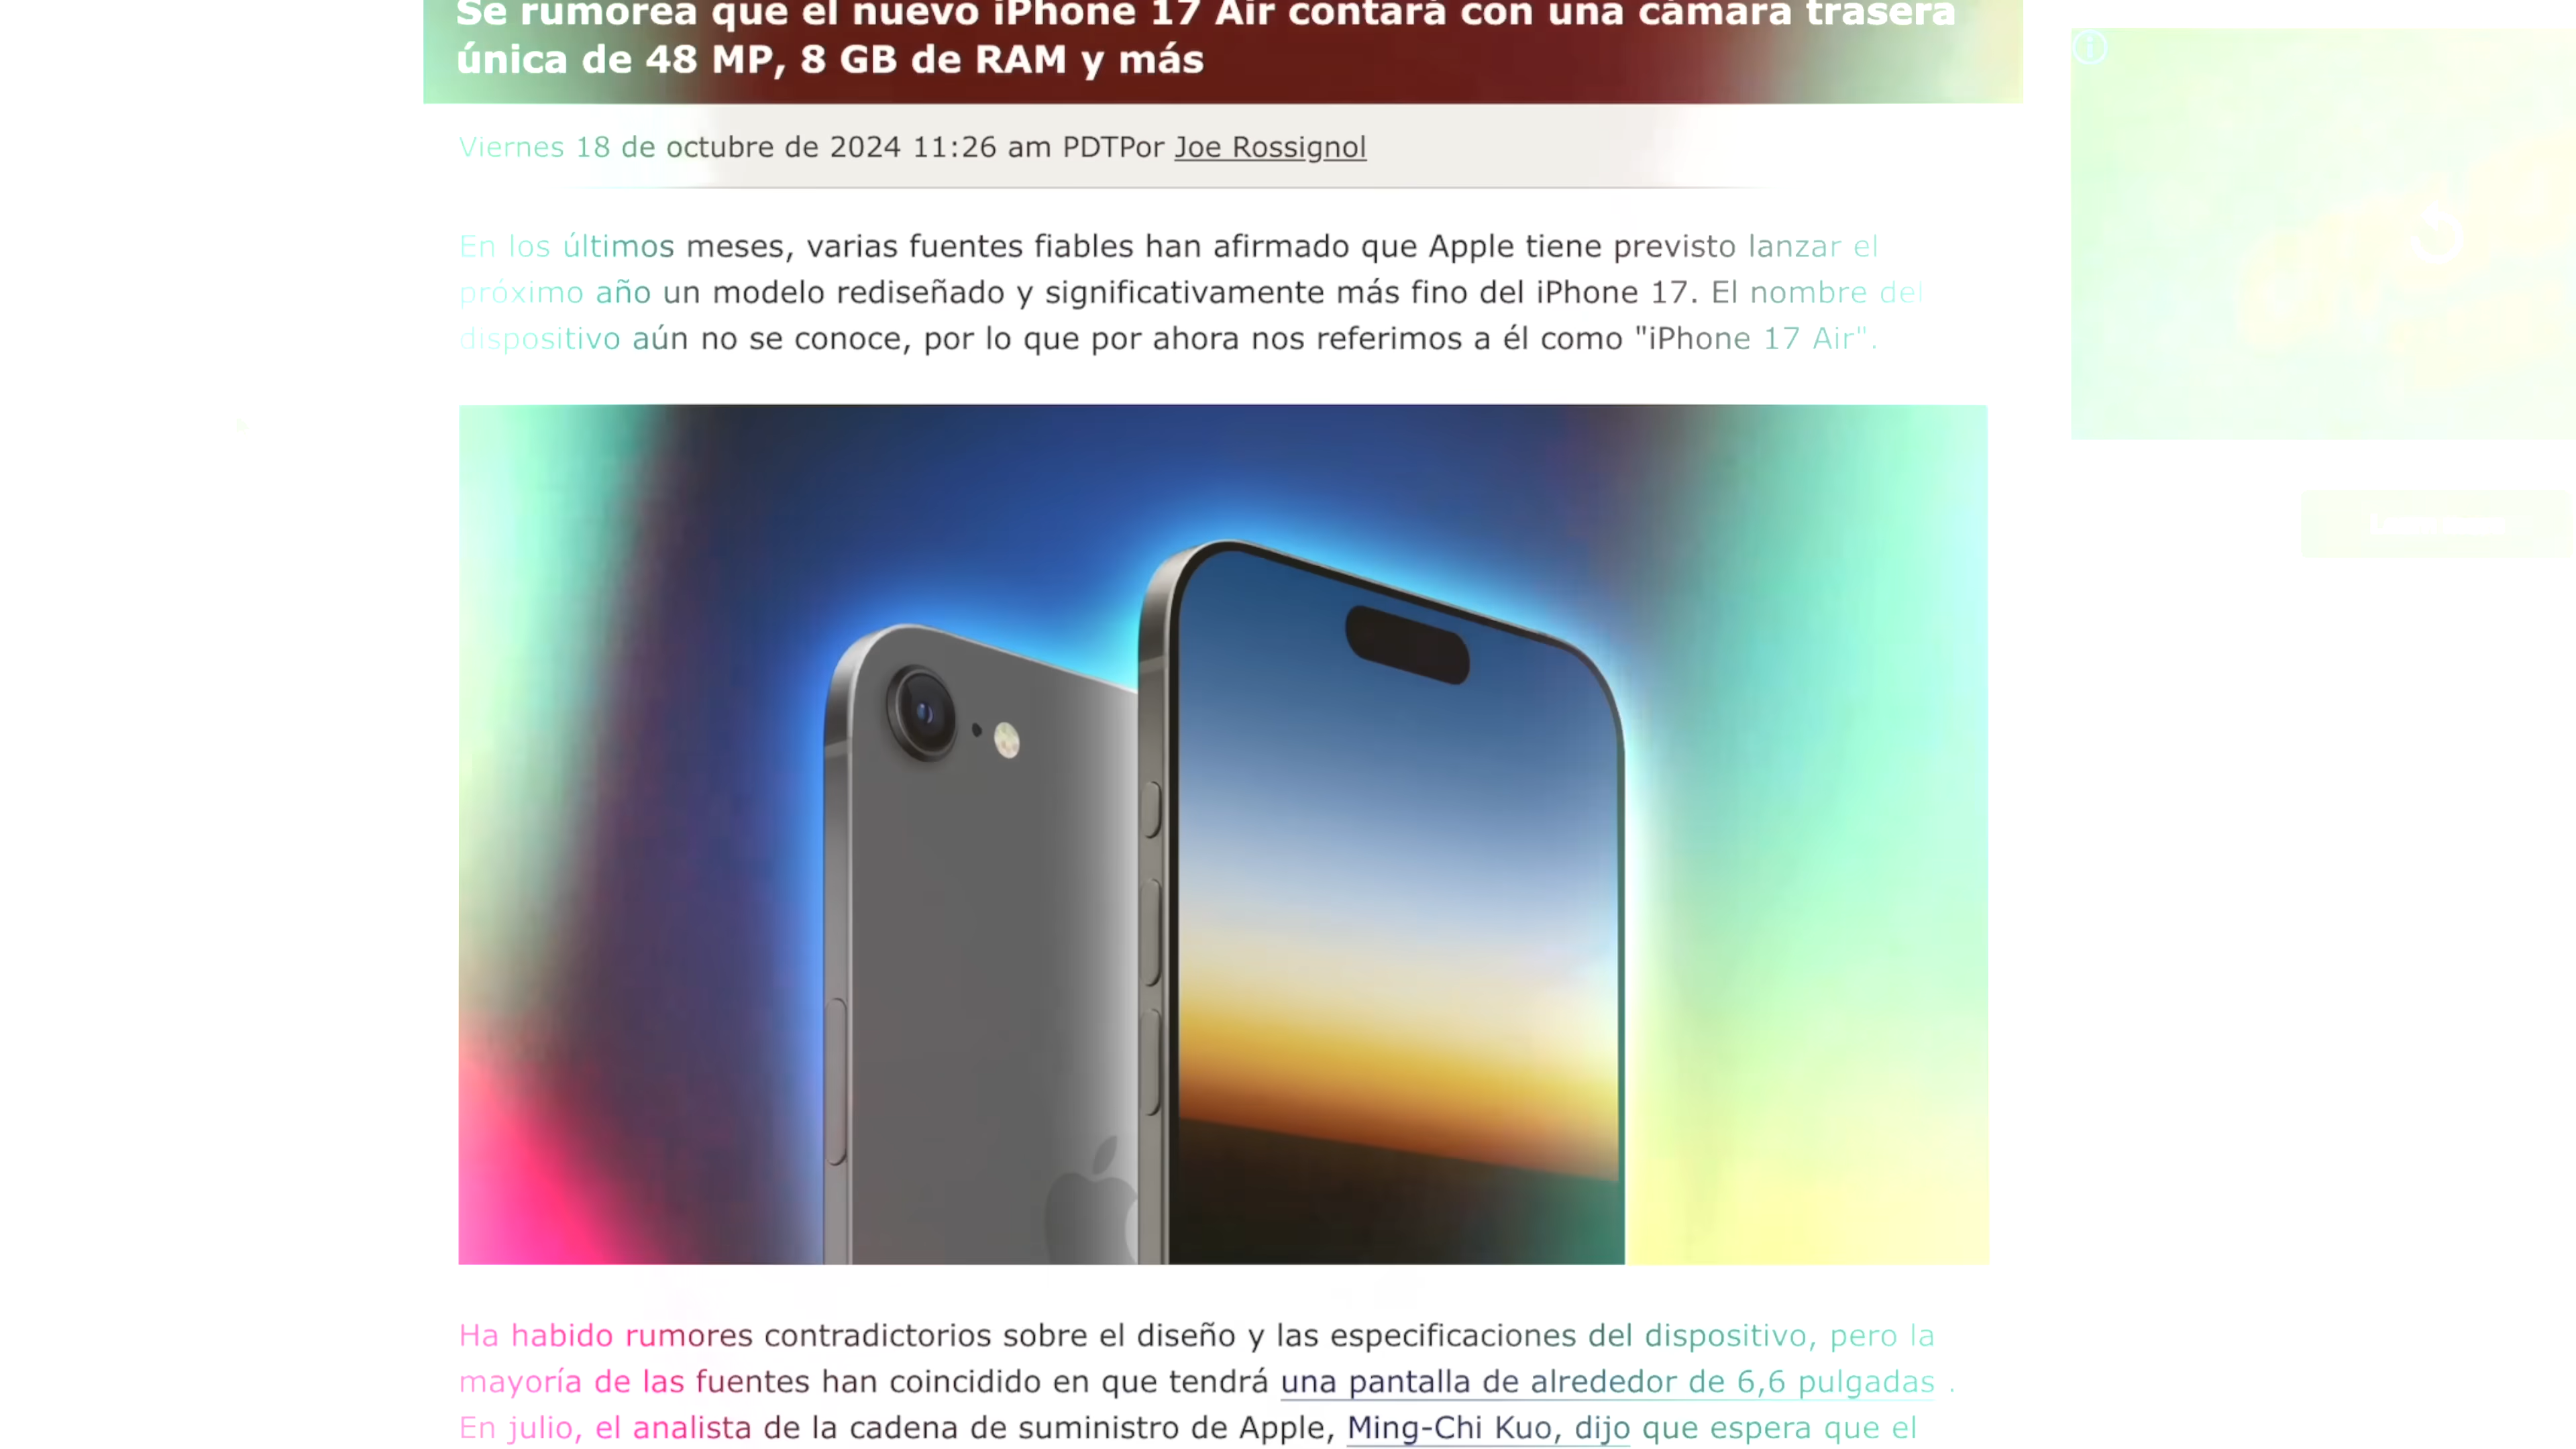 Se rumorea que el nuevo iPhone 17 Air contará con una cámara trasera
única de 48 MP, 8 GB de RAM y más
Viernes 18 de octubre de 2024 11:26 am PDTPor Joe Rossignol
En los últimos meses, varias fuentes fiables han afirmado que Apple tiene previsto lanzar el
próximo año un modelo rediseñado y significativamente más fino del iPhone 17. El nombre del
dispositivo aún no se conoce, por lo que por ahora nos referimos a él como "iPhone 17 Air".
Ha habido rumores contradictorios sobre el diseño y las especificaciones del dispositivo, pero la
mayoría de las fuentes han coincidido en que tendrá una pantalla de alrededor de 6,6 pulgadas .
En julio, el analista de la cadena de suministro de Apple, Ming-Chi Kuo, dijo que espera que el